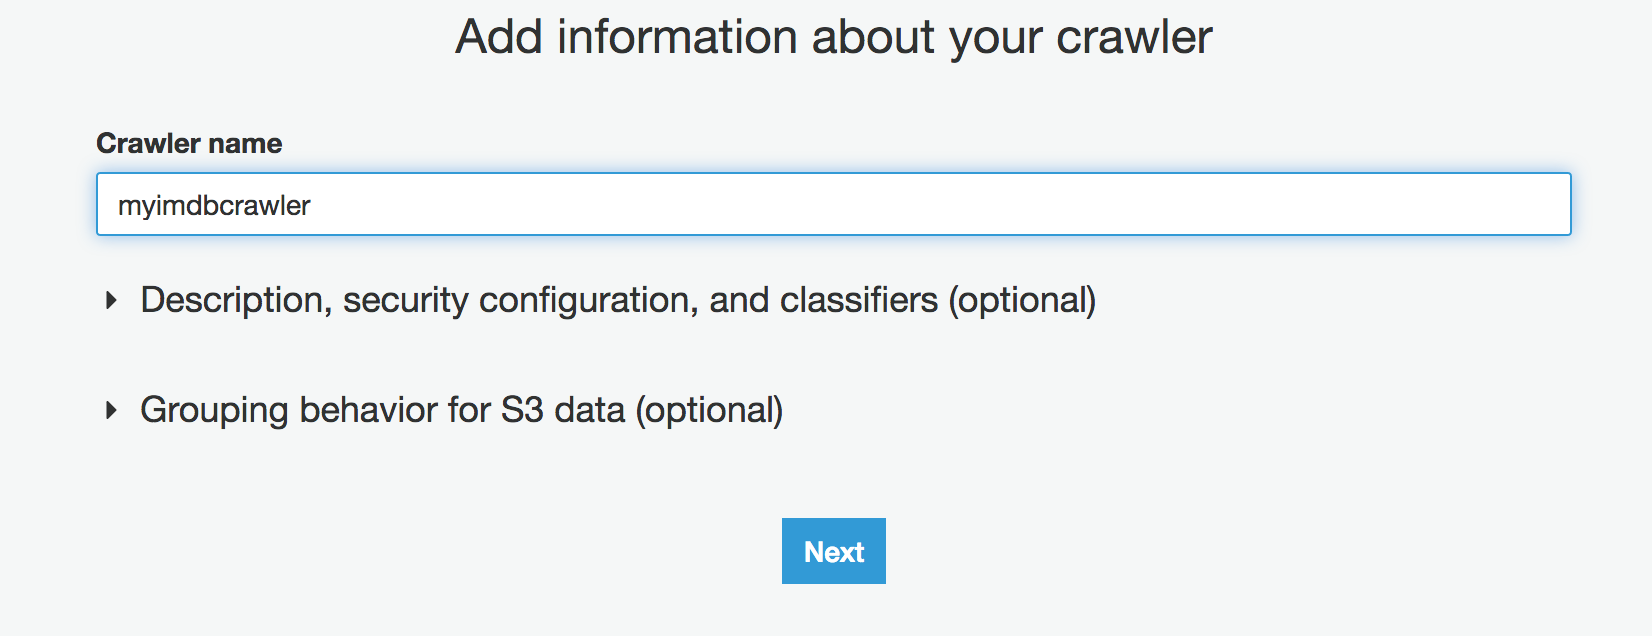 Add information about your crawler
Crawler name
myimdbcrawler
Description, security configuration, and classifiers (optional)
Grouping behavior for S3 data (optional)
Next